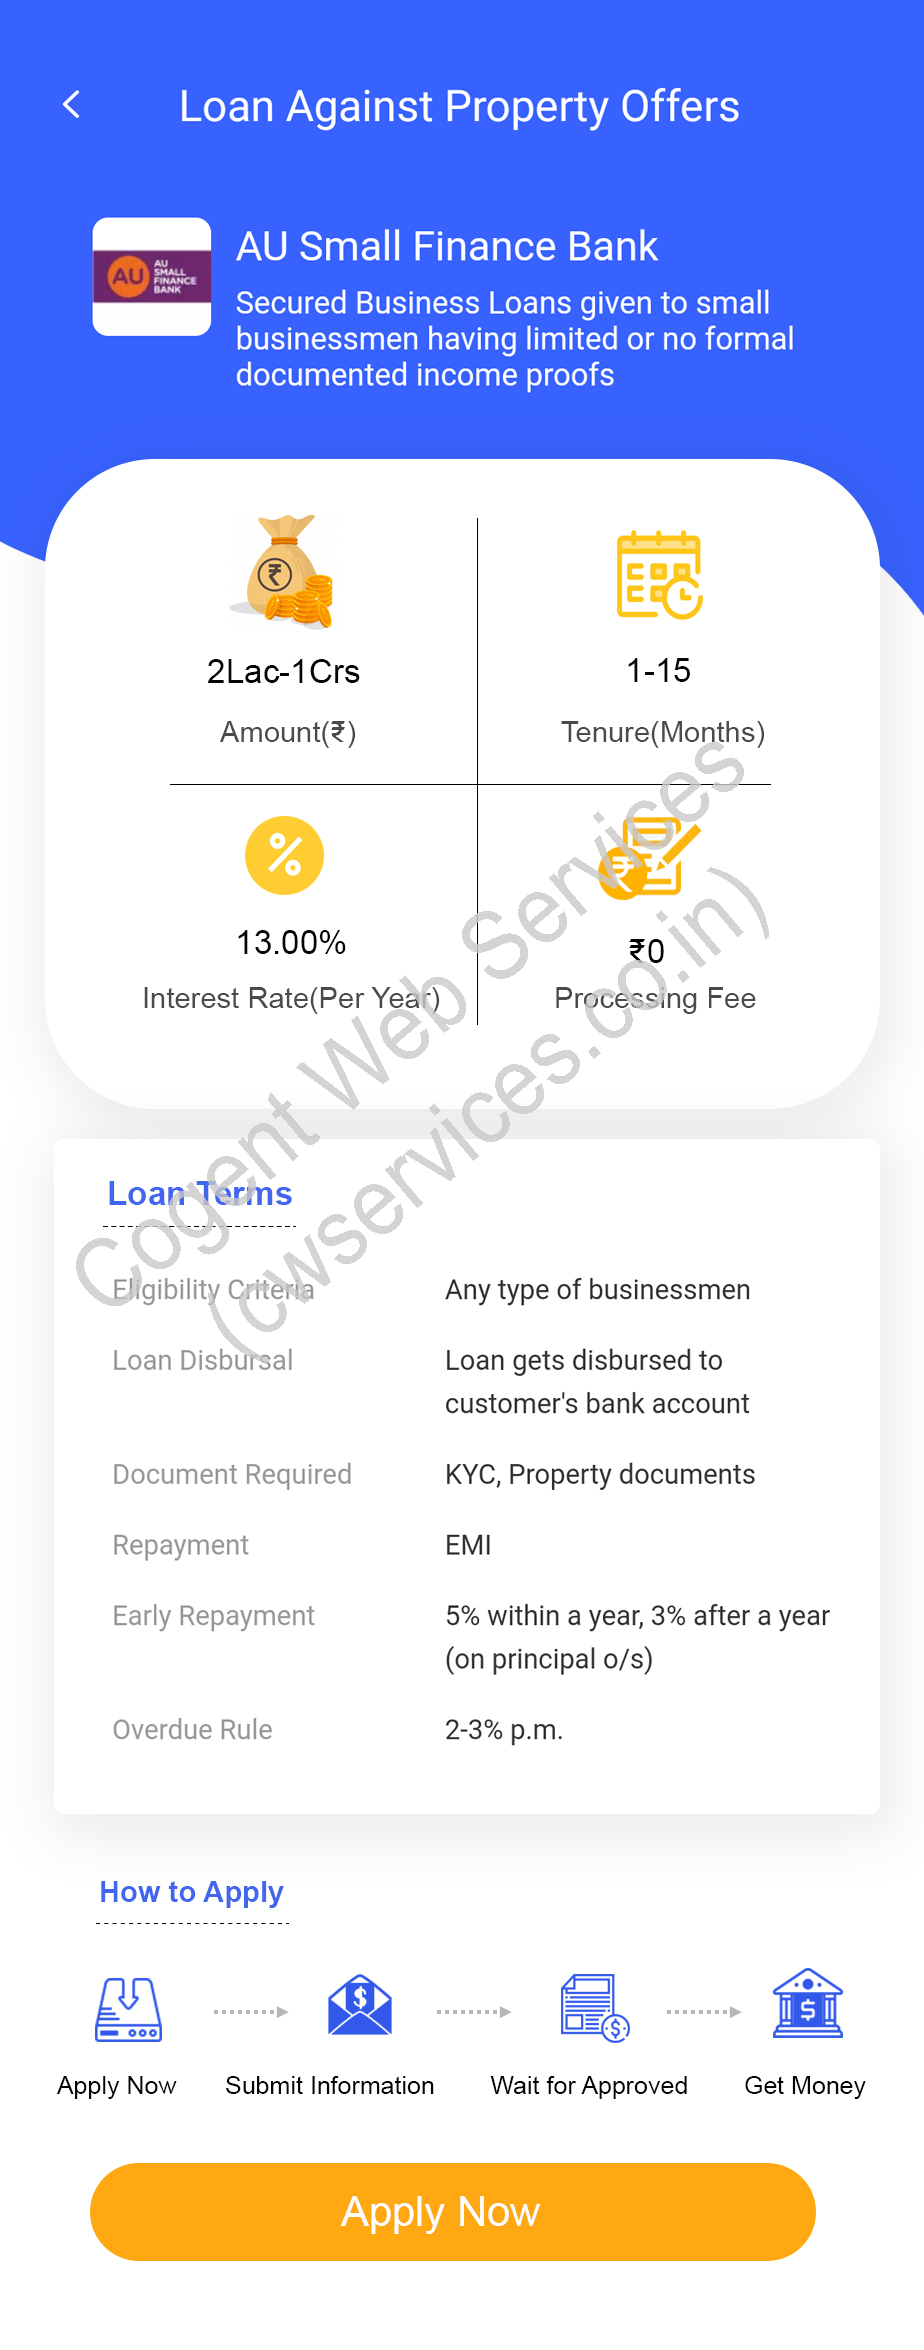 Loan Against Property Offers
AU
AU
SMALL
FINANCE
BANK
AU Small Finance Bank
Secured Business Loans given to small
businessmen having limited or no formal
documented income proofs
2Lac-1Crs
Amount(₹)
1-15
Tenure(Months)
13.00%
Interest Rate(Per Year)
₹0
Processing Fee
Cogent Web Services
(cwservices.co.in)
Loan Terms
Eligibility Criteria
Any type of businessmen
Loan Disbursal
Loan gets disbursed to
customer's bank account
Document Required
KYC, Property documents
Repayment
EMI
Early Repayment
5% within a year, 3% after a year
(on principal o/s)
Overdue Rule
2-3% p.m.
How to Apply
Apply Now
Submit Information
Wait for Approved
Get Money
Apply Now